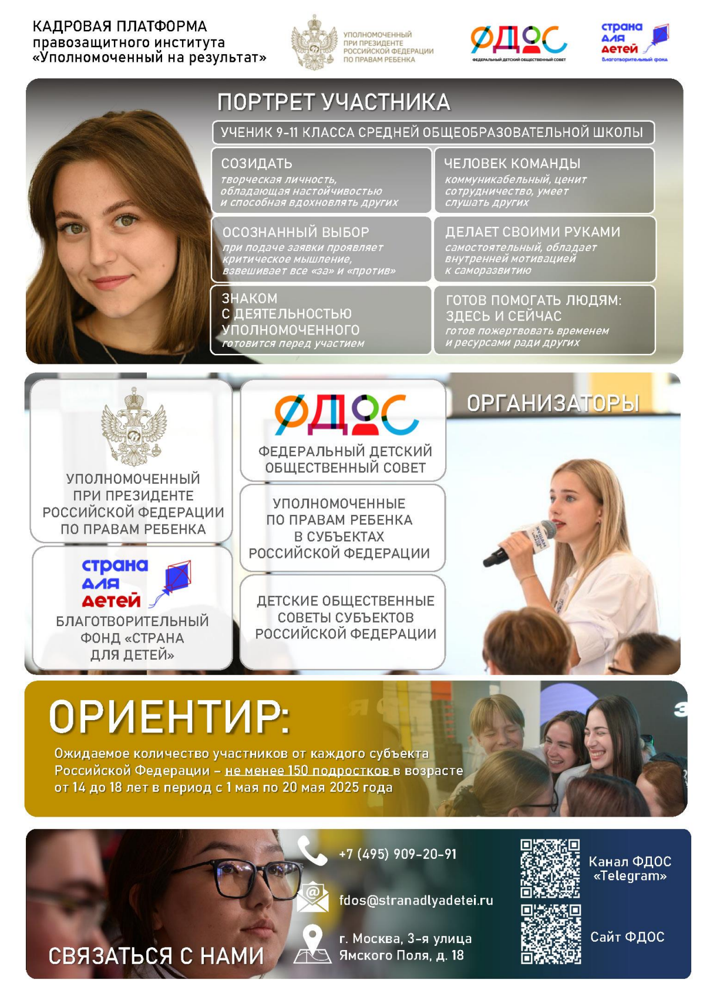 КАДРОВАЯ ПЛАТФОРМА
правозащитного института
«Уполномоченный на результат»
УПОЛНОМОЧЕННЫЙ
ПРИ ПРЕЗИДЕНТЕ
РОССИЙСКОЙ ФЕДЕРАЦИИ
ПО ПРАВАМ РЕБЕНКА
ФДОС
ФЕДЕРАЛЬНЫЙ ДЕТСКИЙ ОБЩЕСТВЕННЫЙ СОВЕТ
страна
для
детей
Благотворительный фонд
ПОРТРЕТ УЧАСТНИКА
УЧЕНИК 9-11 КЛАССА СРЕДНЕЙ ОБЩЕОБРАЗОВАТЕЛЬНОЙ ШКОЛЫ
СОЗИДАТЬ
творческая личность,
обладающая настойчивостью
и способная вдохновлять других
ЧЕЛОВЕК КОМАНДЫ
коммуникабельный, ценит
сотрудничество, умеет
слушать других
ОСОЗНАННЫЙ ВЫБОР
при подаче заявки проявляет
критическое мышление,
взвешивает все «за» и «против»
ДЕЛАЕТ СВОИМИ РУКАМИ
самостоятельный, обладает
внутренней мотивацией
к саморазвитию
ЗНАКОМ
С ДЕЯТЕЛЬНОСТЬЮ
УПОЛНОМОЧЕННОГО
готовится перед участием
ГОТОВ ПОМОГАТЬ ЛЮДЯМ:
ЗДЕСЬ И СЕЙЧАС
готов пожертвовать временем
и ресурсами ради других
ОРГАНИЗАТОРЫ
УПОЛНОМОЧЕННЫЙ
ПРИ ПРЕЗИДЕНТЕ
РОССИЙСКОЙ ФЕДЕРАЦИИ
ПО ПРАВАМ РЕБЕНКА
ФДОС
ФЕДЕРАЛЬНЫЙ ДЕТСКИЙ
ОБЩЕСТВЕННЫЙ СОВЕТ
УПОЛНОМОЧЕННЫЕ
ПО ПРАВАМ РЕБЕНКА
В СУБЪЕКТАХ
РОССИЙСКОЙ ФЕДЕРАЦИИ
страна
для
детей
БЛАГОТВОРИТЕЛЬНЫЙ
ФОНД «СТРАНА
ДЛЯ ДЕТЕЙ»
ДЕТСКИЕ ОБЩЕСТВЕННЫЕ
СОВЕТЫ СУБЪЕКТОВ
РОССИЙСКОЙ ФЕДЕРАЦИИ
ОРИЕНТИР:
Ожидаемое количество участников от каждого субъекта
Российской Федерации – не менее 150 подростков в возрасте
от 14 до 18 лет в период с 1 мая по 20 мая 2025 года
СВЯЗАТЬСЯ С НАМИ
+7 (495) 909-20-91
fdos@stranadlyadetei.ru
г. Москва, 3-я улица
Ямского Поля, д. 18
Канал ФДОС
«Telegram»
Сайт ФДОС